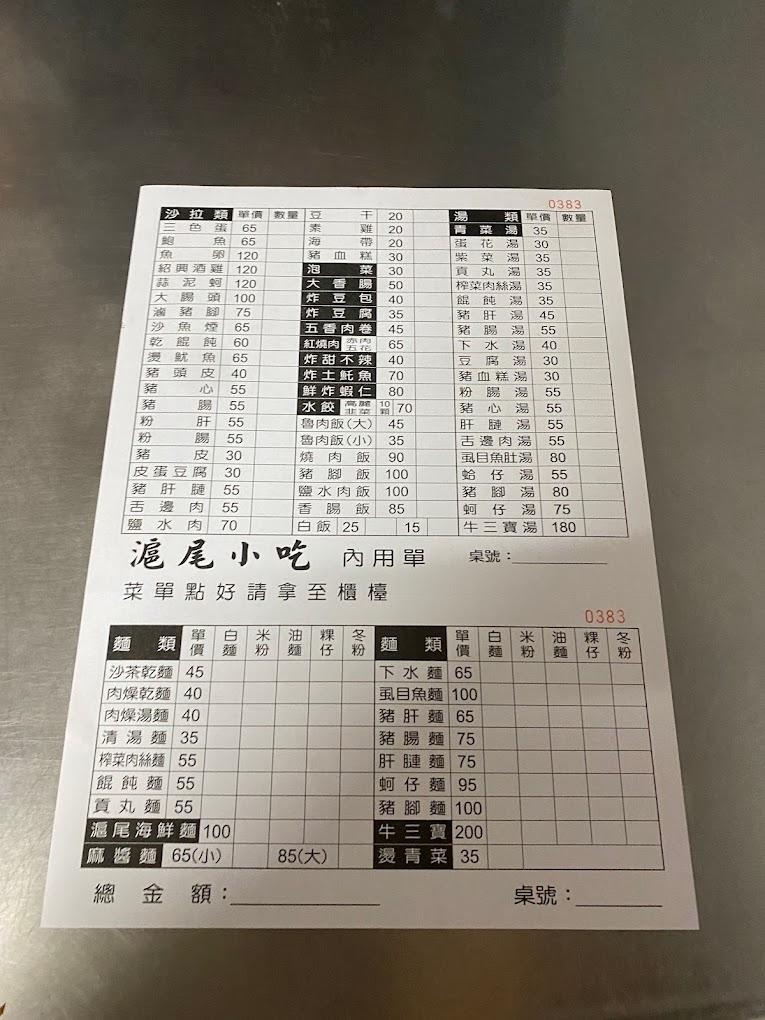 0383
沙拉類 單價 數量 豆干 20 湯類 單價 數量
三色蛋 65 素雞 20 青菜湯 35
鮑魚 65 海帶 20 蛋花湯 30
魚卵 120 豬血糕 30 紫菜湯 35
紹興酒雞 120 泡菜 30 貢丸湯 35
蒜泥蚵 120 大香腸 50 榨菜肉絲湯 35
大腸頭 100 炸豆包 40 餛飩湯 35
滷豬腳 75 炸豆腐 35 豬肝湯 45
沙魚煙 65 五香肉卷 45 豬腸湯 55
乾餛飩 60 紅燒肉 赤肉 五花 65 下水湯 40
燙魷魚 65 炸甜不辣 40 豆腐湯 30
豬頭皮 40 炸土魠魚 70 豬血糕湯 30
豬心 55 鮮炸蝦仁 80 粉腸湯 55
豬腸 55 水餃 高麗 韭菜 10顆 70 豬心湯 55
粉肝 55 魯肉飯(大) 45 肝腱湯 55
粉腸 55 魯肉飯(小) 35 舌邊肉湯 55
豬皮 30 燒肉飯 90 虱目魚肚湯 80
皮蛋豆腐 30 豬腳飯 100 蛤仔湯 55
豬肝腱 55 鹽水肉飯 100 豬腳湯 80
舌邊肉 55 香腸飯 85 蚵仔湯 75
鹽水肉 70 白飯 25 15 牛三寶湯 180
滬尾小吃 內用單 桌號：
菜單點好請拿至櫃檯
0383
麵類 單價 白麵 米粉 油麵 粿仔 冬粉 麵類 單價 白麵 米粉 油麵 粿仔 冬粉
沙茶乾麵 45 下水麵 65
肉燥乾麵 40 虱目魚麵 100
肉燥湯麵 40 豬肝麵 65
清湯麵 35 豬腸麵 75
榨菜肉絲麵 55 肝腱麵 75
餛飩麵 55 蚵仔麵 95
貢丸麵 55 豬腳麵 100
滬尾海鮮麵 100 牛三寶 200
麻醬麵 65(小) 85(大) 燙青菜 35
總金額： 桌號：